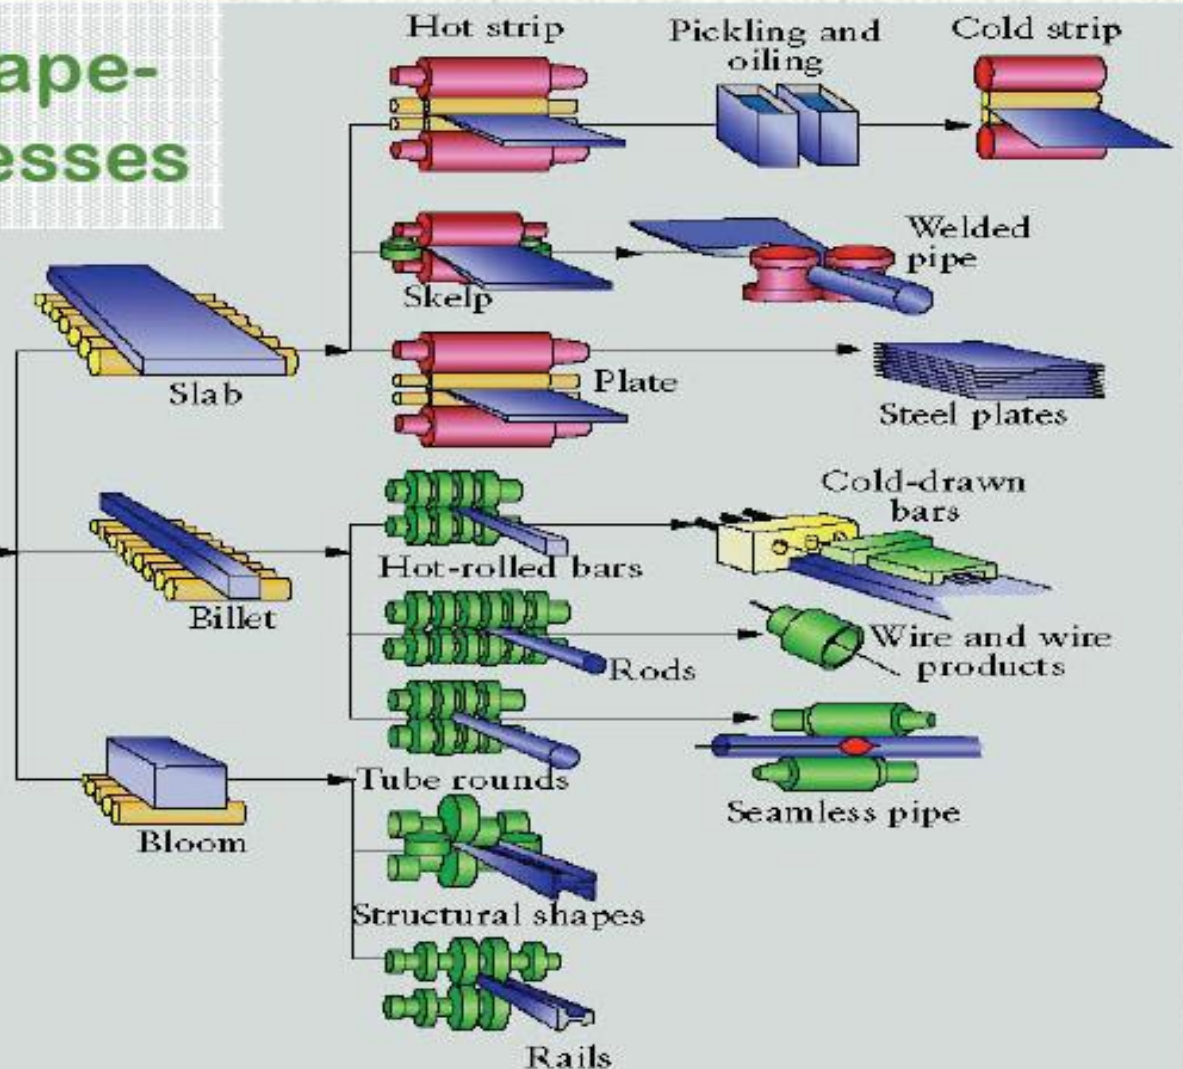 ape-
esses
Hot strip
Pickling and
oiling
Cold strip
Skelp
Welded
pipe
Slab
Plate
Steel plates
Billet
Hot-rolled bars
Cold-drawn
bars
Rods
Wire and wire
products
Tube rounds
Seamless pipe
Bloom
Structural shapes
Rails